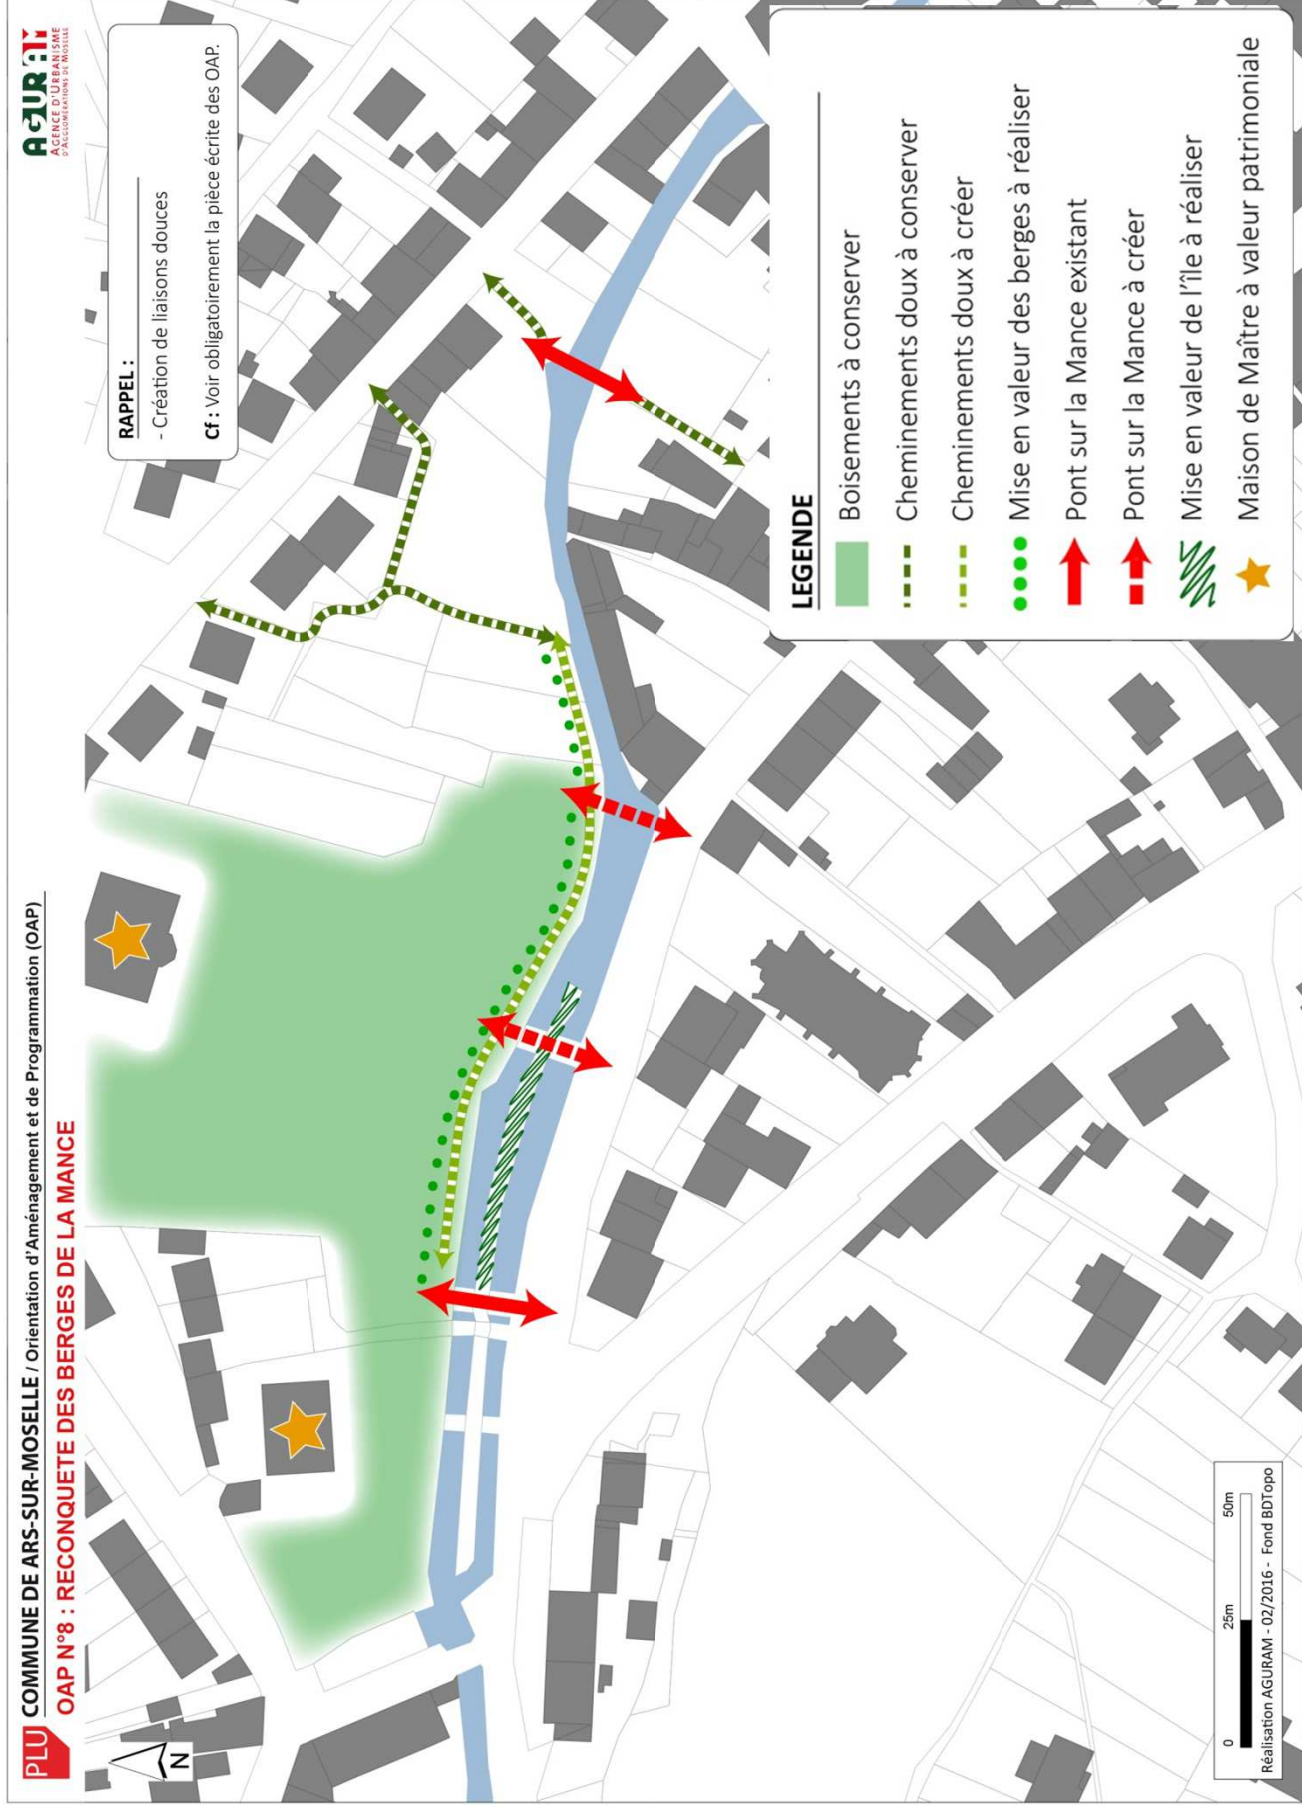 PLU
COMMUNE DE ARS-SUR-MOSELLE / Orientation d'Aménagement et de Programmation (OAP)
OAP N°8 : RECONQUETE DES BERGES DE LA MANCE
AGURAM
AGENCE D'URBANISME
D'AGGLOMÉRATIONS DE MOSELLE
N
RAPPEL :
- Création de liaisons douces
Cf : Voir obligatoirement la pièce écrite des OAP.
LEGENDE
Boisements à conserver
Cheminements doux à conserver
Cheminements doux à créer
Mise en valeur des berges à réaliser
Pont sur la Mance existant
Pont sur la Mance à créer
Mise en valeur de l'île à réaliser
Maison de Maître à valeur patrimoniale
0 25m 50m
Réalisation AGURAM - 02/2016 - Fond BDTopo